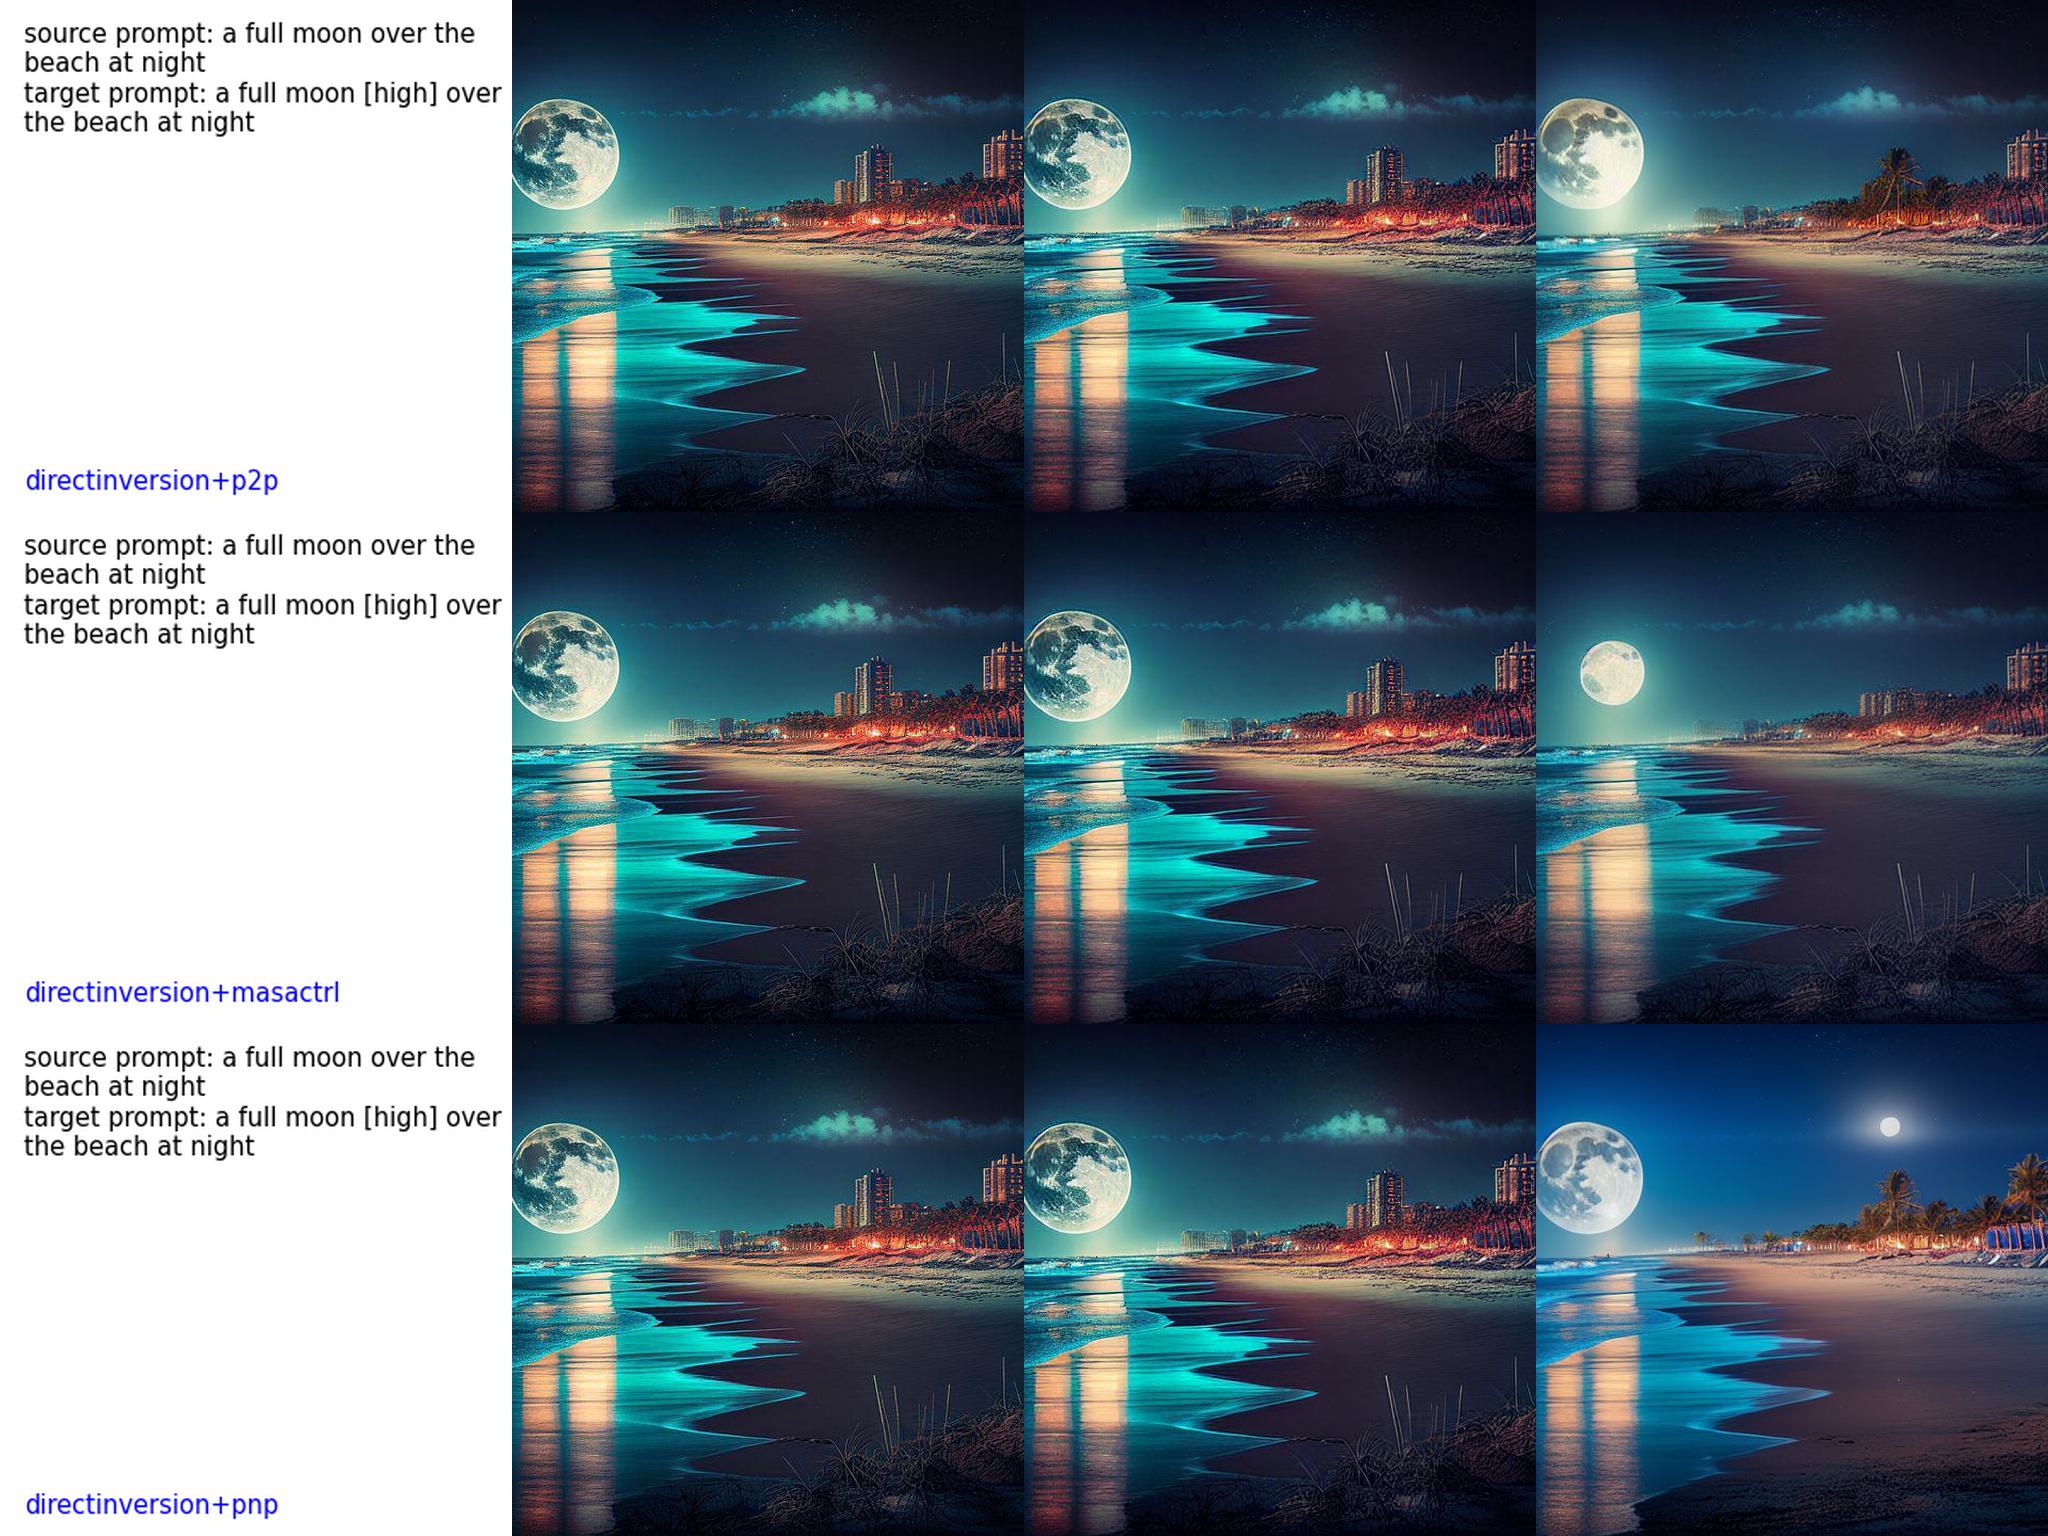 source prompt: a full moon over the
beach at night
target prompt: a full moon [high] over
the beach at night
directinversion+p2p
source prompt: a full moon over the
beach at night
target prompt: a full moon [high] over
the beach at night
directinversion+masactrl
source prompt: a full moon over the
beach at night
target prompt: a full moon [high] over
the beach at night
directinversion+pnp